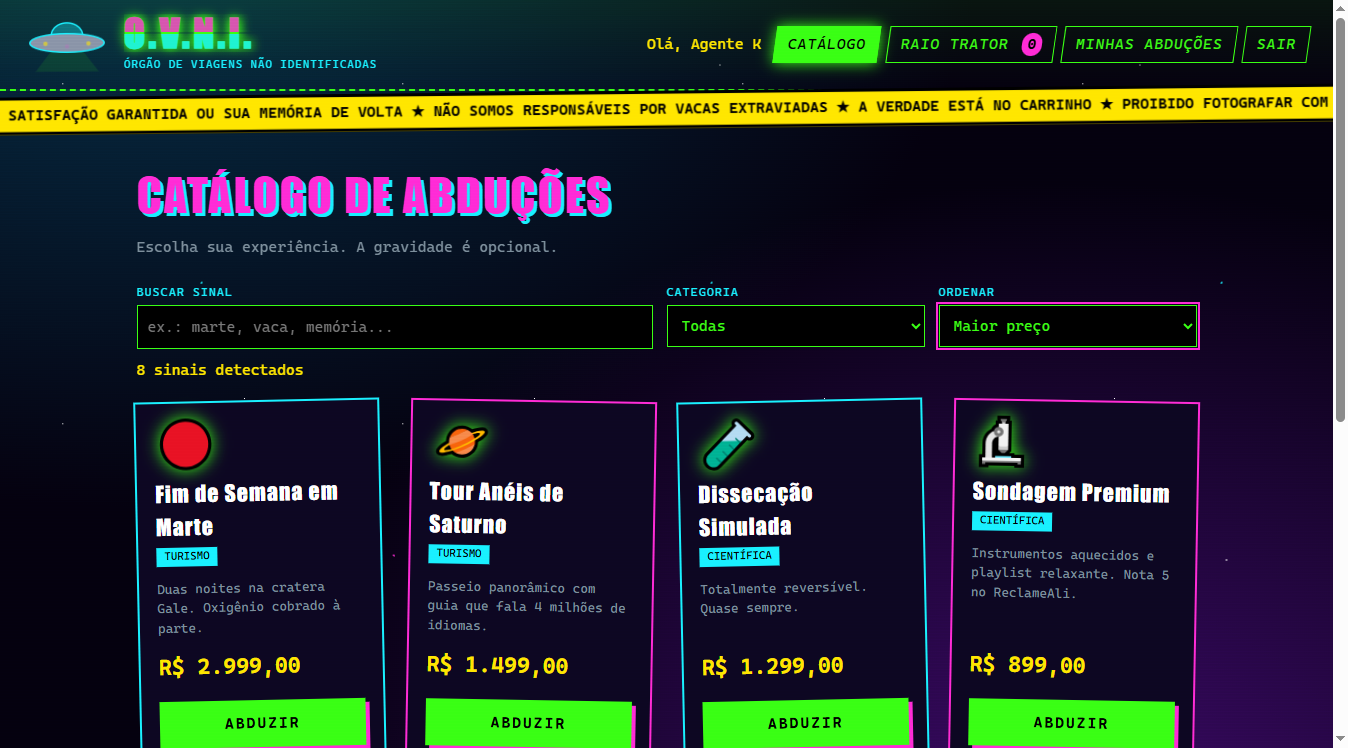 O.V.N.I.
ÓRGÃO DE VIAGENS NÃO IDENTIFICADAS
Olá, Agente K
CATÁLOGO
RAIO TRATOR 0
MINHAS ABDUÇÕES
SAIR
SATISFAÇÃO GARANTIDA OU SUA MEMÓRIA DE VOLTA ★ NÃO SOMOS RESPONSÁVEIS POR VACAS EXTRAVIADAS ★ A VERDADE ESTÁ NO CARRINHO ★ PROIBIDO FOTOGRAFAR COM
CATÁLOGO DE ABDUÇÕES
Escolha sua experiência. A gravidade é opcional.
BUSCAR SINAL
ex.: marte, vaca, memória...
CATEGORIA
Todas
ORDENAR
Maior preço
8 sinais detectados
Fim de Semana em
Marte
TURISMO
Duas noites na cratera
Gale. Oxigênio cobrado à
parte.
R$ 2.999,00
ABDUZIR
Tour Anéis de
Saturno
TURISMO
Passeio panorâmico com
guia que fala 4 milhões de
idiomas.
R$ 1.499,00
ABDUZIR
Dissecação
Simulada
CIENTÍFICA
Totalmente reversível.
Quase sempre.
R$ 1.299,00
ABDUZIR
Sondagem Premium
CIENTÍFICA
Instrumentos aquecidos e
playlist relaxante. Nota 5
no ReclameAli.
R$ 899,00
ABDUZIR